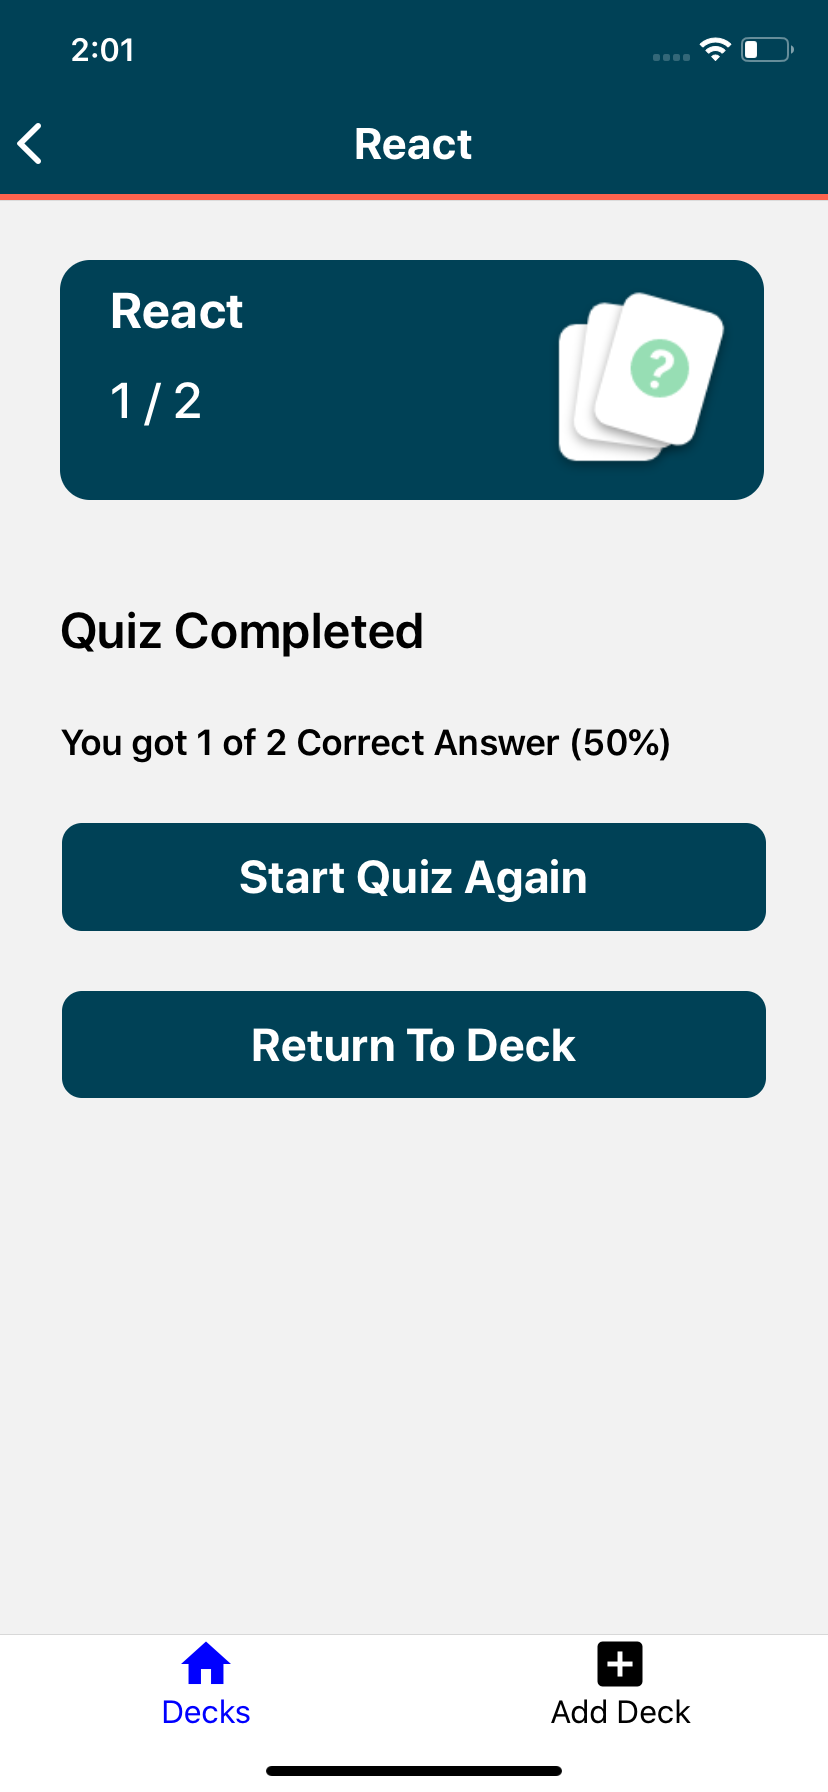 2:01
React
React
1 / 2
?
Quiz Completed
You got 1 of 2 Correct Answer (50%)
Start Quiz Again
Return To Deck
Decks
Add Deck